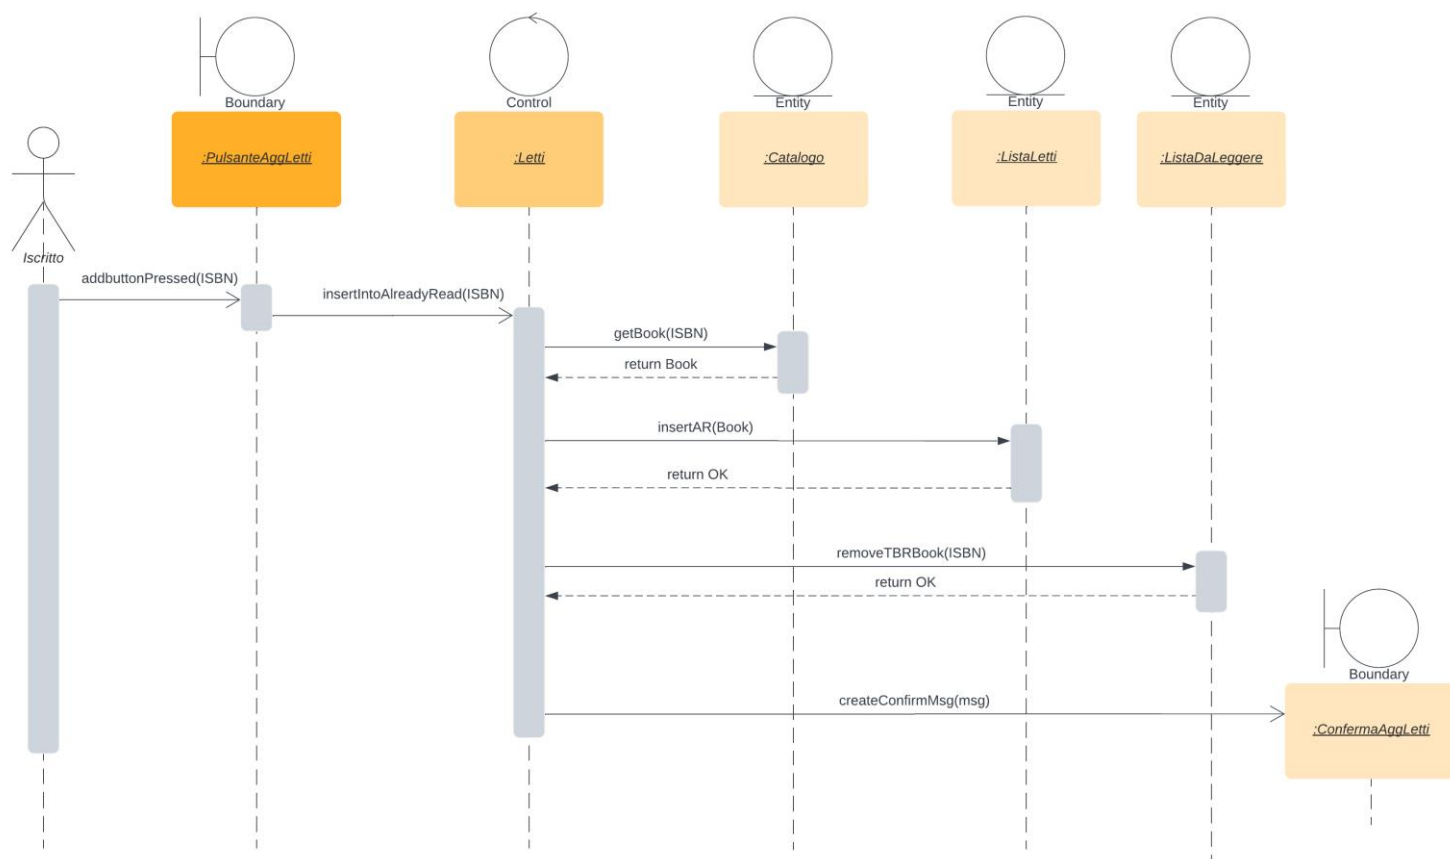 Boundary
Control
Entity
Entity
Entity
:PulsanteAggLetti
:Letti
:Catalogo
:ListaLetti
:ListaDaLeggere
Iscritto
addbuttonPressed(ISBN)
insertIntoAlreadyRead(ISBN)
getBook(ISBN)
return Book
insertAR(Book)
return OK
removeTBRBook(ISBN)
return OK
Boundary
createConfirmMsg(msg)
:ConfermaAggLetti